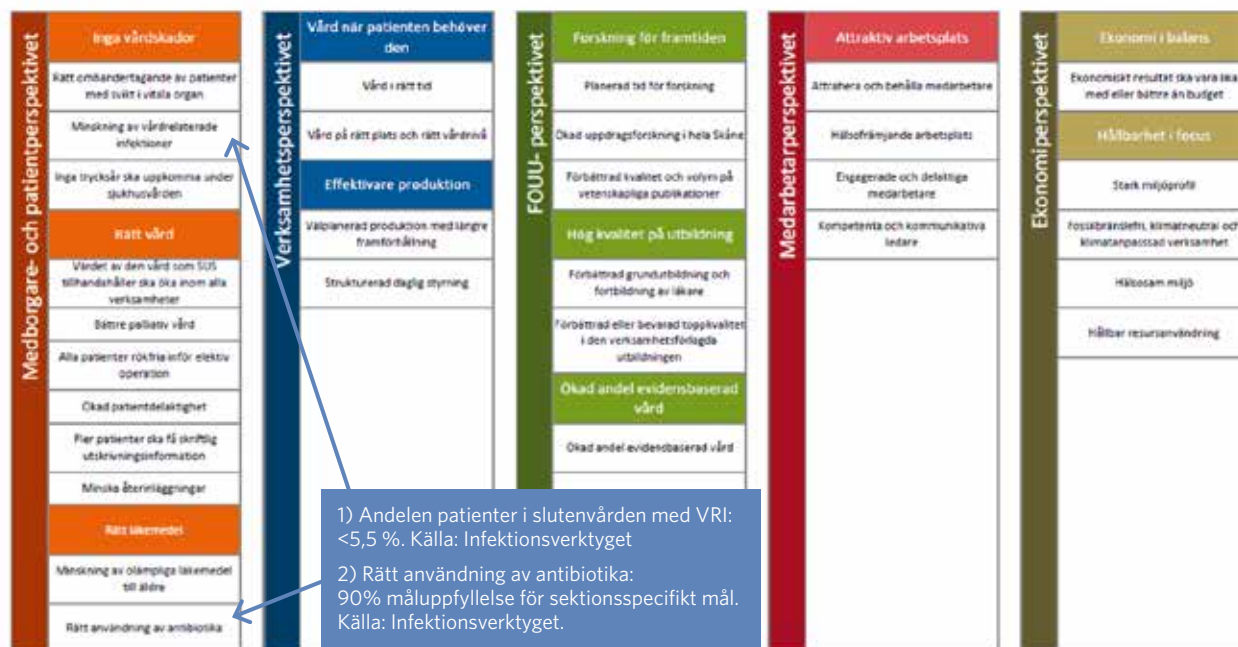 Medborgare- och patientperspektivet
Inga vårdskador
Rätt omhändertagande av patienter
med svikt i vitala organ
Minskning av vårdrelaterade
infektioner
Inga trycksår ska uppkomma under
sjukhusvården
Rätt vård
Värdet av den vård som SUS
tillhandahåller ska öka inom alla
verksamheter
Bättre palliativ vård
Alla patienter rökfria inför elektiv
operation
Ökad patientdelaktighet
Fler patienter ska få skriftlig
utskrivningsinformation
Minska återinläggningar
Rätt läkemedel
Minskning av olämpliga läkemedel
till äldre
Rätt användning av antibiotika
Verksamhetsperspektivet
Vård när patienten behöver
den
Vård i rätt tid
Vård på rätt plats och rätt vårdnivå
Effektivare produktion
Välplanerad produktion med längre
framförhållning
Strukturerad daglig styrning
FOUU- perspektivet
Forskning för framtiden
Planerad tid för forskning
Ökad uppdragsforskning i hela Skåne
Förbättrad kvalitet och volym på
vetenskapliga publikationer
Hög kvalitet på utbildning
Förbättrad grundutbildning och
fortbildning av läkare
Förbättrad eller bevarad toppkvalitet
i den verksamhetsförlagda
utbildningen
Ökad andel evidensbaserad
vård
Ökad andel evidensbaserad vård
Medarbetarperspektivet
Attraktiv arbetsplats
Attrahera och behålla medarbetare
Hälsofrämjande arbetsplats
Engagerade och delaktiga
medarbetare
Kompetenta och kommunikativa
ledare
Ekonomiperspektivet
Ekonomi i balans
Ekonomiskt resultat ska vara lika
med eller bättre än budget
Hållbarhet i focus
Stark miljöprofil
Fossilbränslefri, klimatneutral och
klimatanpassad verksamhet
Hälsosam miljö
Hållbar resursanvändning
1) Andelen patienter i slutenvården med VRI:
<5,5 %. Källa: Infektionsverktyget
2) Rätt användning av antibiotika:
90% måluppfyllelse för sektionsspecifikt mål.
Källa: Infektionsverktyget.